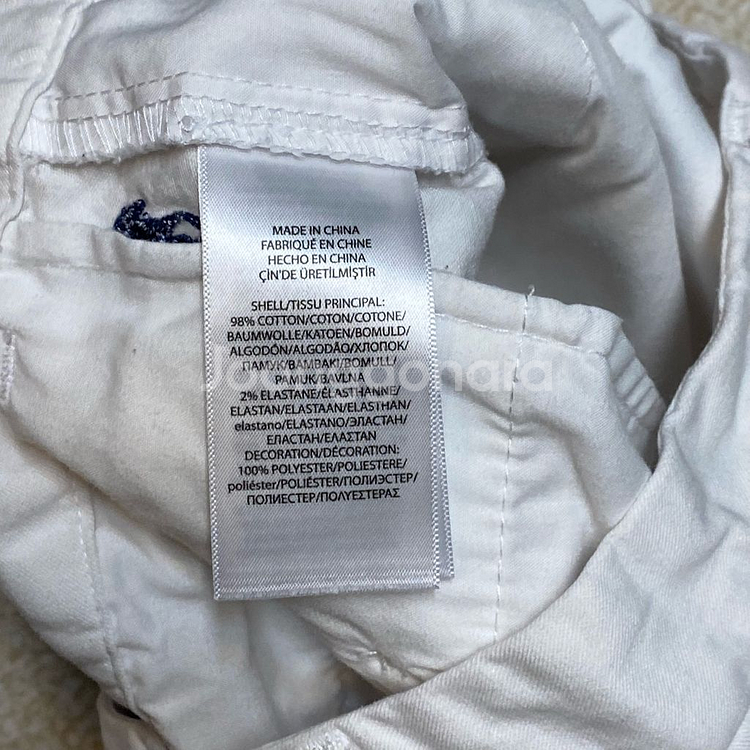 MADE IN CHINA
FABRIQUÉ EN CHINE
HECHO EN CHINA
ÇİN'DE ÜRETİLMİŞTİR
SHELL/TISSU PRINCIPAL:
98% COTTON/COTON/COTONE/
BAUMWOLLE/KATOEN/BOMULD/
ALGODÓN/ALGODÃO/ХЛОПОК/
ПАМУК/ΒΑΜΒΑΚΙ/BOMULL/
PAMUK/BAVLNA
2% ELASTANE/ÉLASTHANNE/
ELASTAN/ELASTAAN/ELASTHAN/
elastano/ELASTANO/ЭЛАСТАН/
ЕЛАСТАН/ΕΛΑΣΤΑΝ
DECORATION/DÉCORATION:
100% POLYESTER/POLIESTERE/
poliéster/POLIÉSTER/ПОЛИЭСТЕР/
ПОЛИЕСТЕР/ΠΟΛΥΕΣΤΕΡΑΣ